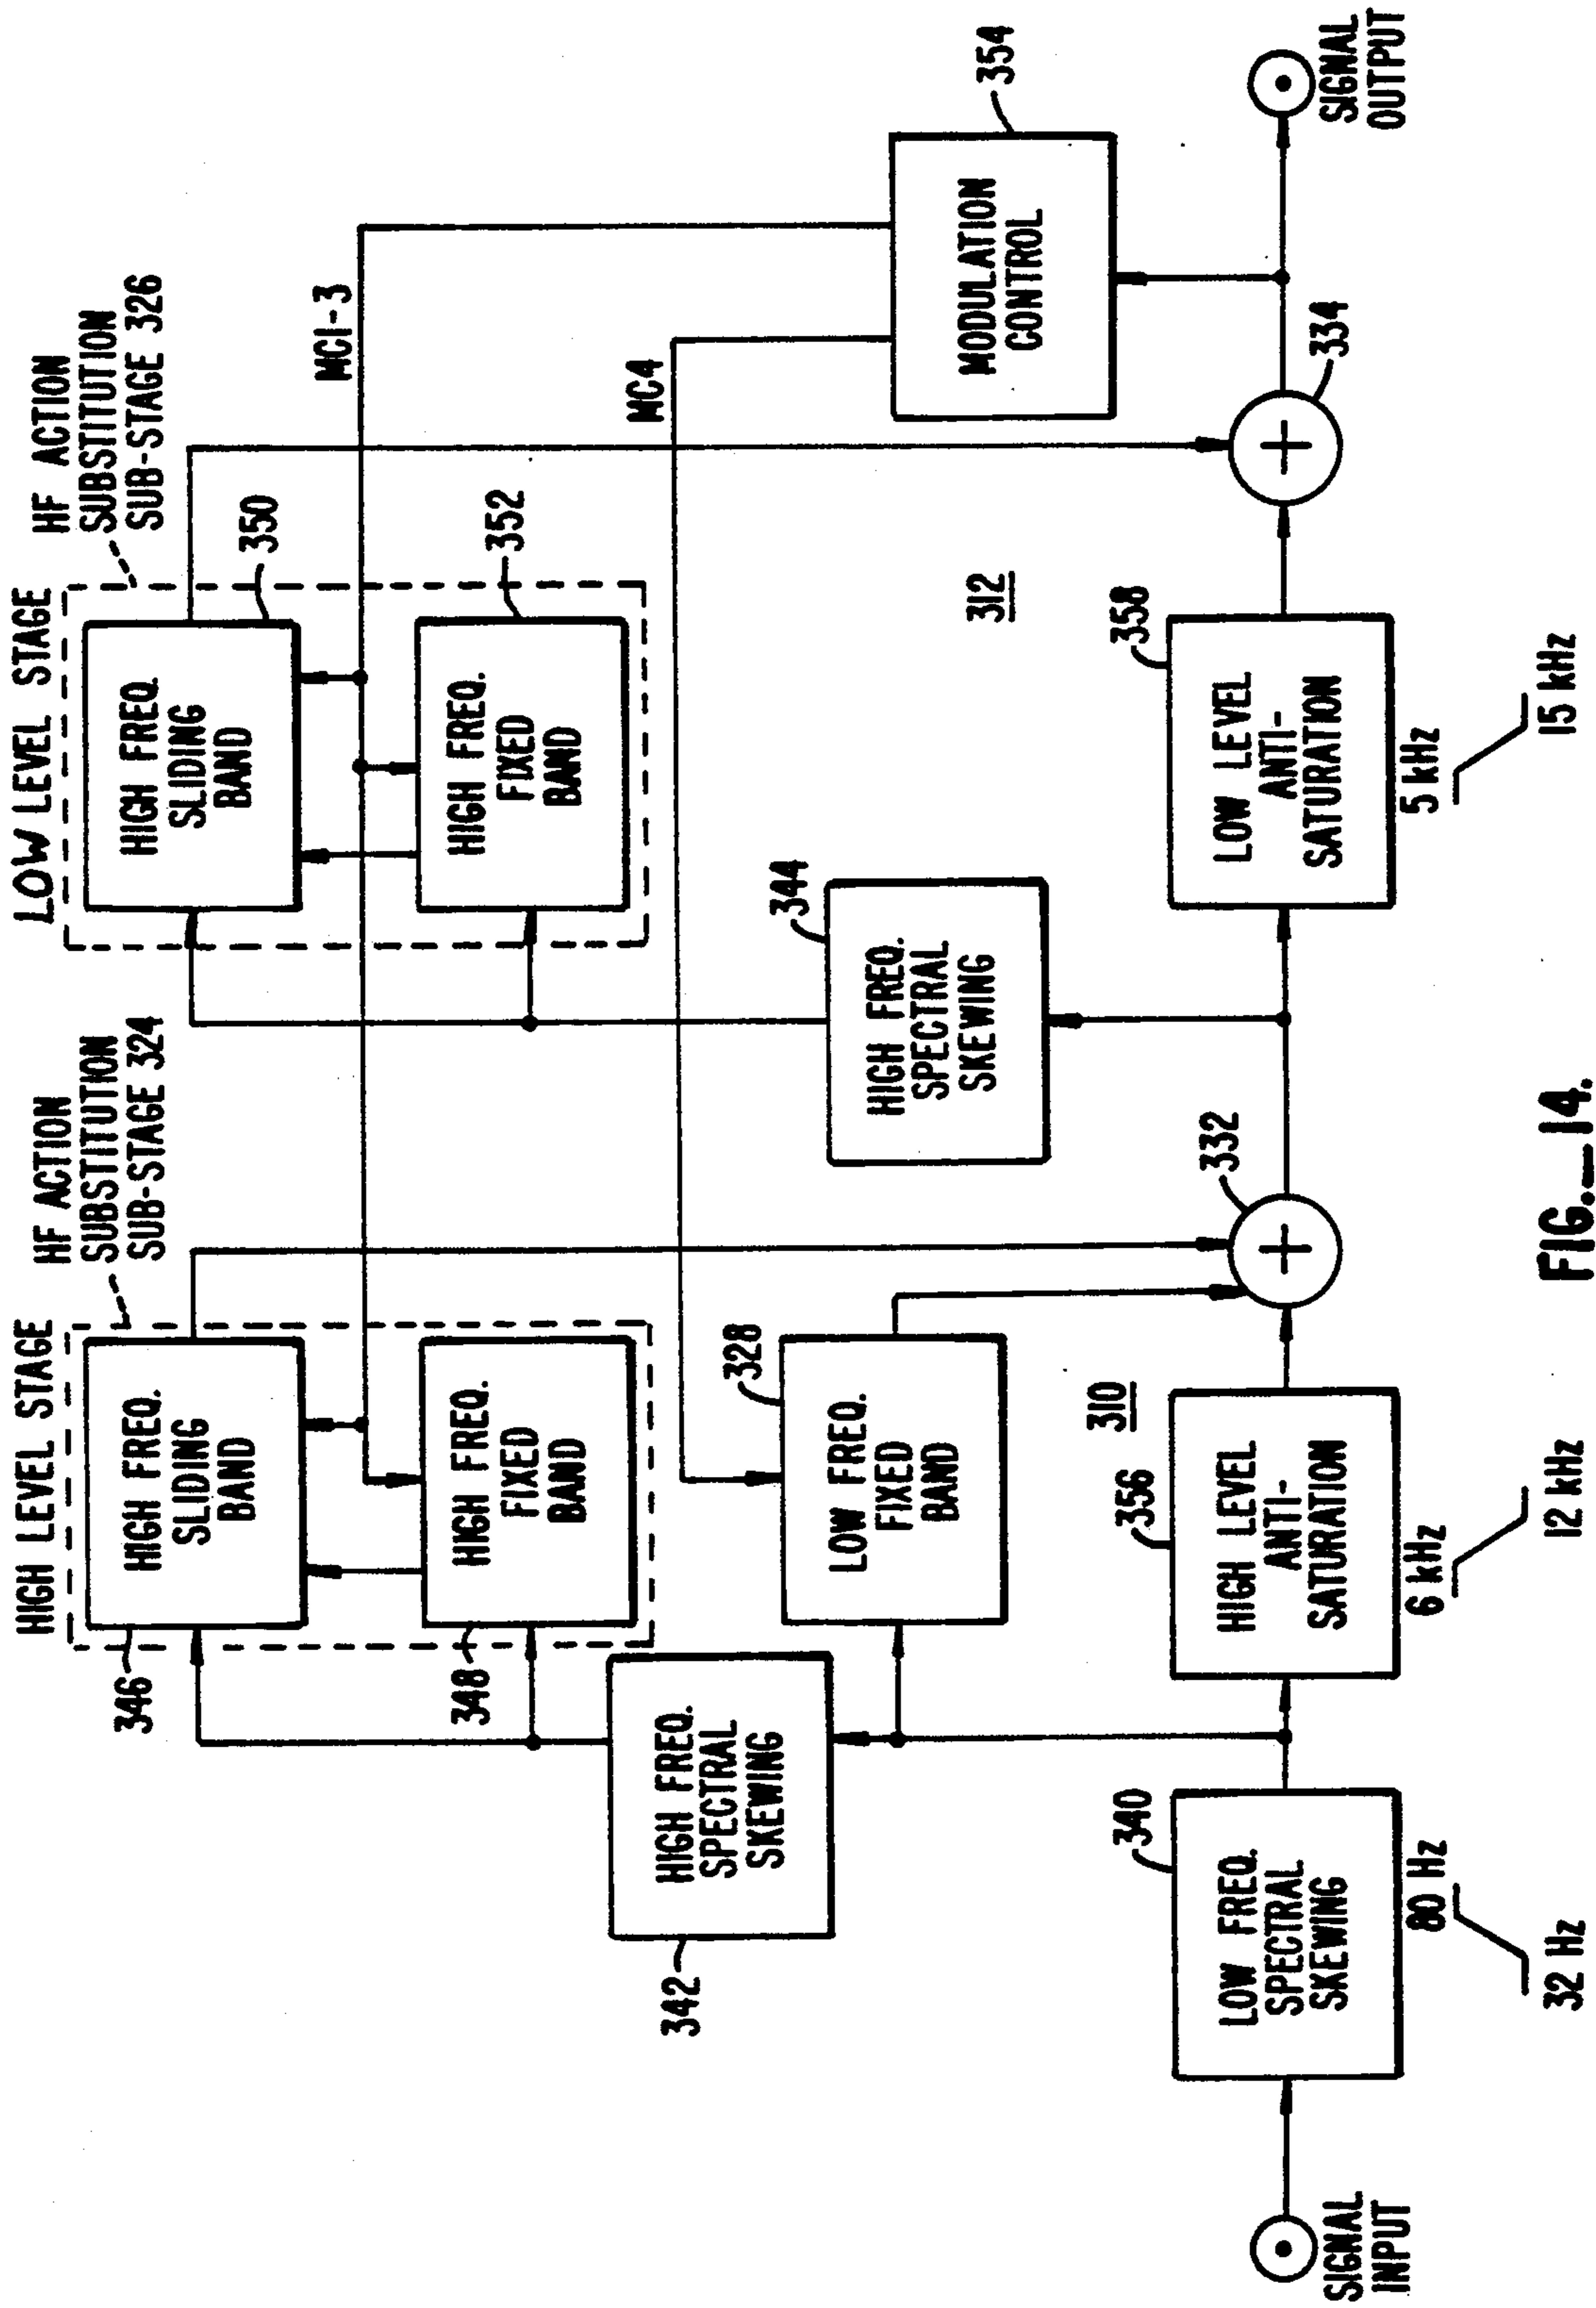 HIGH LEVEL STAGE
HF ACTION
SUBSTITUTION
SUB-STAGE 324
LOW LEVEL STAGE
HF ACTION
SUBSTITUTION
SUB-STAGE 326
346
HIGH FREQ.
SLIDING
BAND
HIGH FREQ.
SLIDING
BAND
350
MC1-3
348
HIGH FREQ.
FIXED
BAND
HIGH FREQ.
FIXED
BAND
352
342
HIGH FREQ.
SPECTRAL
SKEWING
328
LOW FREQ.
FIXED
BAND
344
HIGH FREQ.
SPECTRAL
SKEWING
MC4
MODULATION
CONTROL
354
310
312
340
LOW FREQ.
SPECTRAL
SKEWING
356
HIGH LEVEL
ANTI-
SATURATION
332
358
LOW LEVEL
ANTI-
SATURATION
334
SIGNAL
INPUT
80 Hz
32 Hz
6 kHz
12 kHz
5 kHz
15 kHz
SIGNAL
OUTPUT
FIG._14.